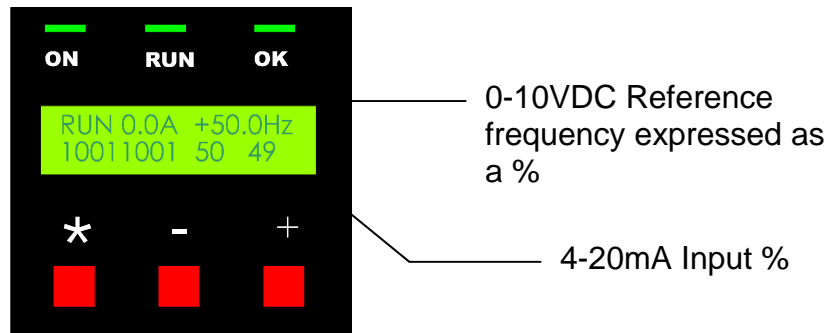 ON RUN OK
RUN 0.0A +50.0Hz
10011001 50 49
* - +
0-10VDC Reference
frequency expressed as
a %
4-20mA Input %